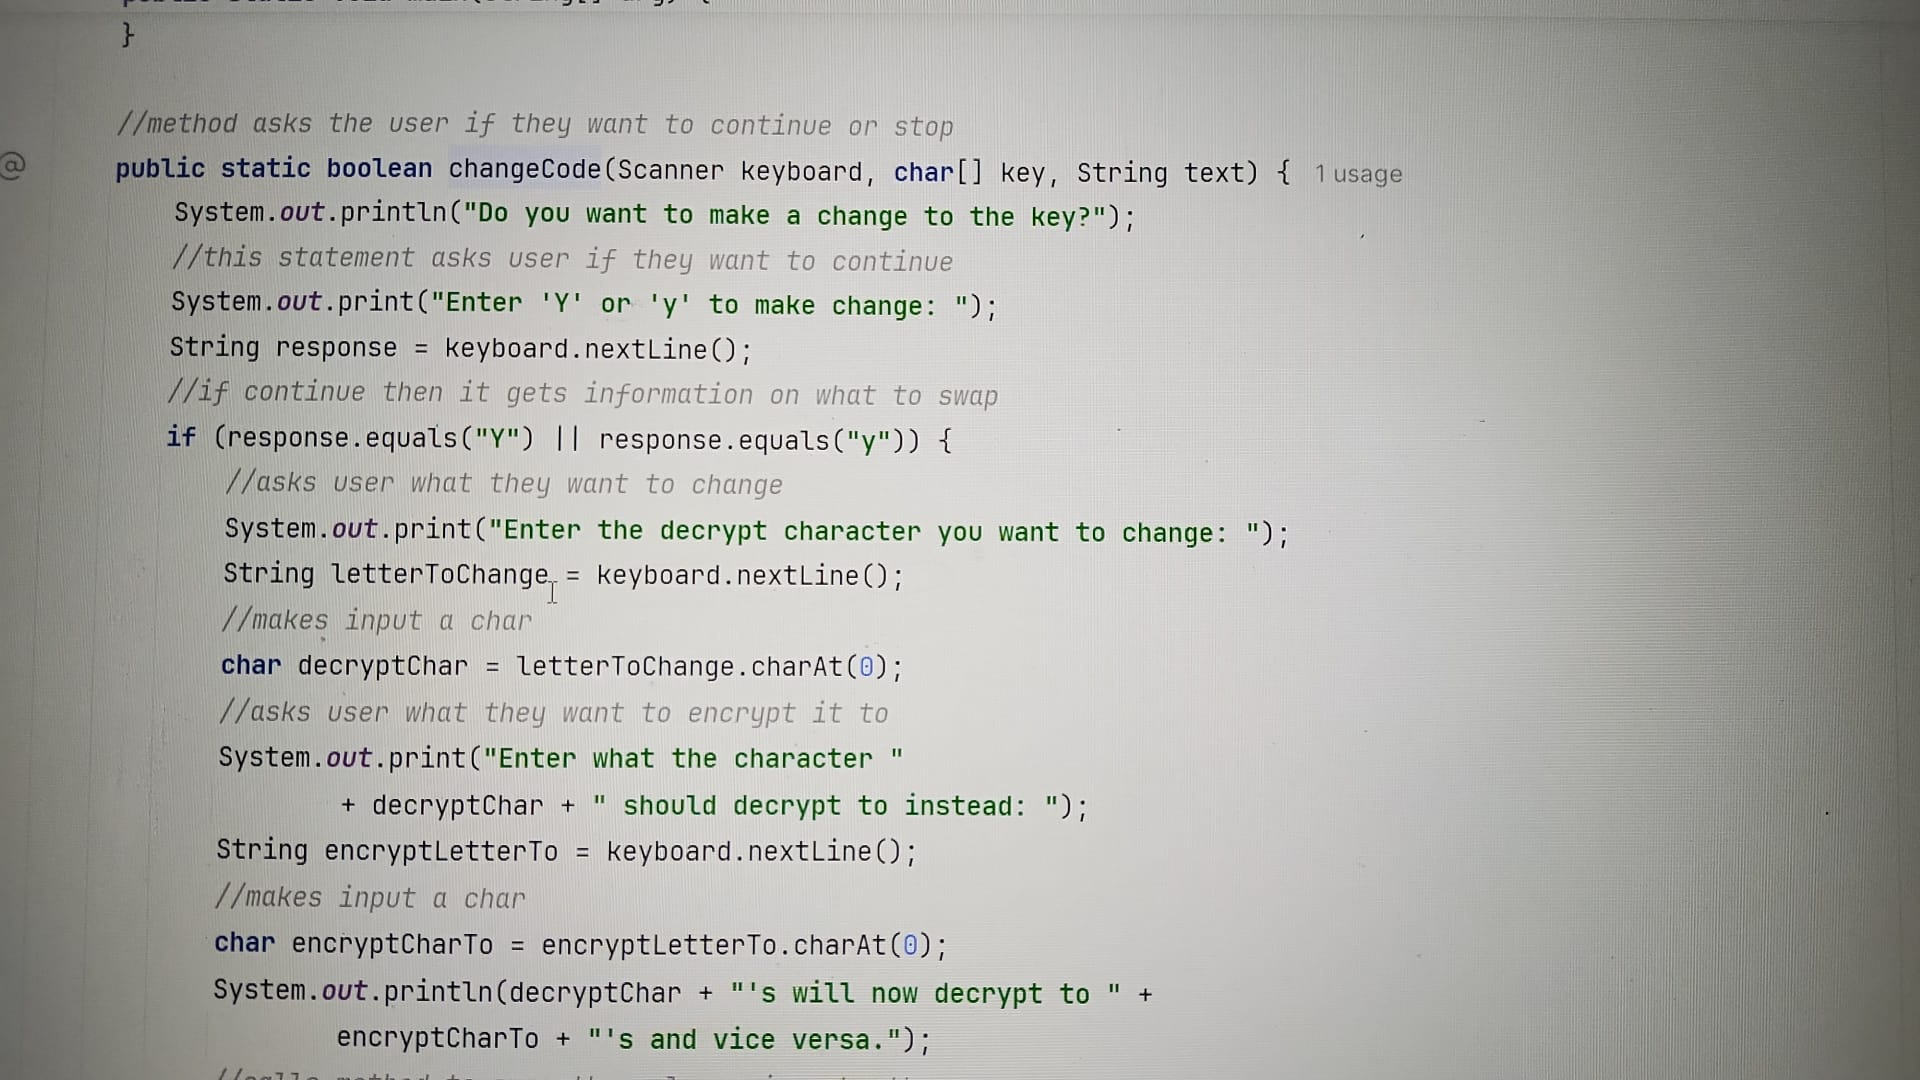 }
//method asks the user if they want to continue or stop
@
public static boolean changeCode(Scanner keyboard, char[] key, String text) { 1 usage
System.out.println("Do you want to make a change to the key?");
//this statement asks user if they want to continue
System.out.print("Enter 'Y' or 'y' to make change: ");
String response = keyboard.nextLine();
//if continue then it gets information on what to swap
if (response.equals("Y") || response.equals("y")) {
//asks user what they want to change
System.out.print("Enter the decrypt character you want to change: ");
String letterToChange = keyboard.nextLine();
//makes input a char
char decryptChar = letterToChange.charAt(0);
//asks user what they want to encrypt it to
System.out.print("Enter what the character "
+ decryptChar + " should decrypt to instead: ");
String encryptLetterTo = keyboard.nextLine();
//makes input a char
char encryptCharTo = encryptLetterTo.charAt(0);
System.out.println(decryptChar + "'s will now decrypt to " +
encryptCharTo + "'s and vice versa.");